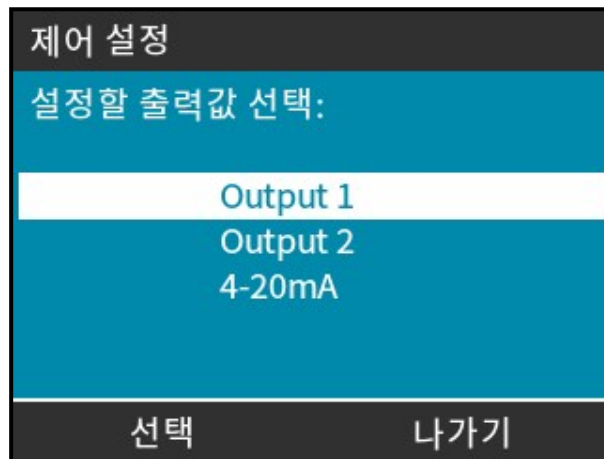 제어 설정
설정할 출력값 선택:
Output 1
Output 2
4-20mA
선택 나가기